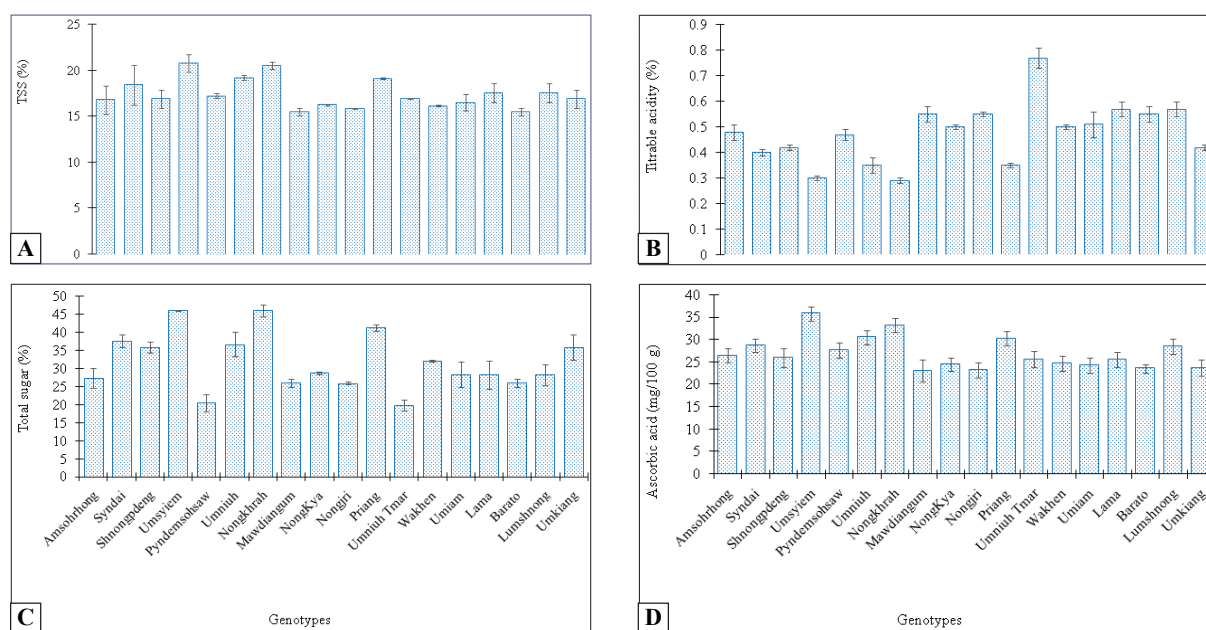 25
20
15
10
5
0
TSS (%)
A
0.9
0.8
0.7
0.6
0.5
0.4
0.3
0.2
0.1
0
Titrable acidity (%)
B
50
45
40
35
30
25
20
15
10
5
0
Total sugar (%)
Ansohrhong
Syndai
Shnongpdeng
Umsyiem
Pyndemsohsaw
Umniuh
Nongkhrah
Mawdiangum
NongKya
Nongjri
Priang
Umniuh Tmar
Wakhen
Umiam
Lama
Barato
Lumshnong
Umkiang
Genotypes
C
40
35
30
25
20
15
10
5
0
Ascorbic acid (mg/100 g)
Ansohrhong
Syndai
Shnongpdeng
Umsyiem
Pyndemsohsaw
Umniuh
Nongkhrah
Mawdiangum
NongKya
Nongjri
Priang
Umniuh Tmar
Wakhen
Umiam
Lama
Barato
Lumshnong
Umkiang
Genotypes
D